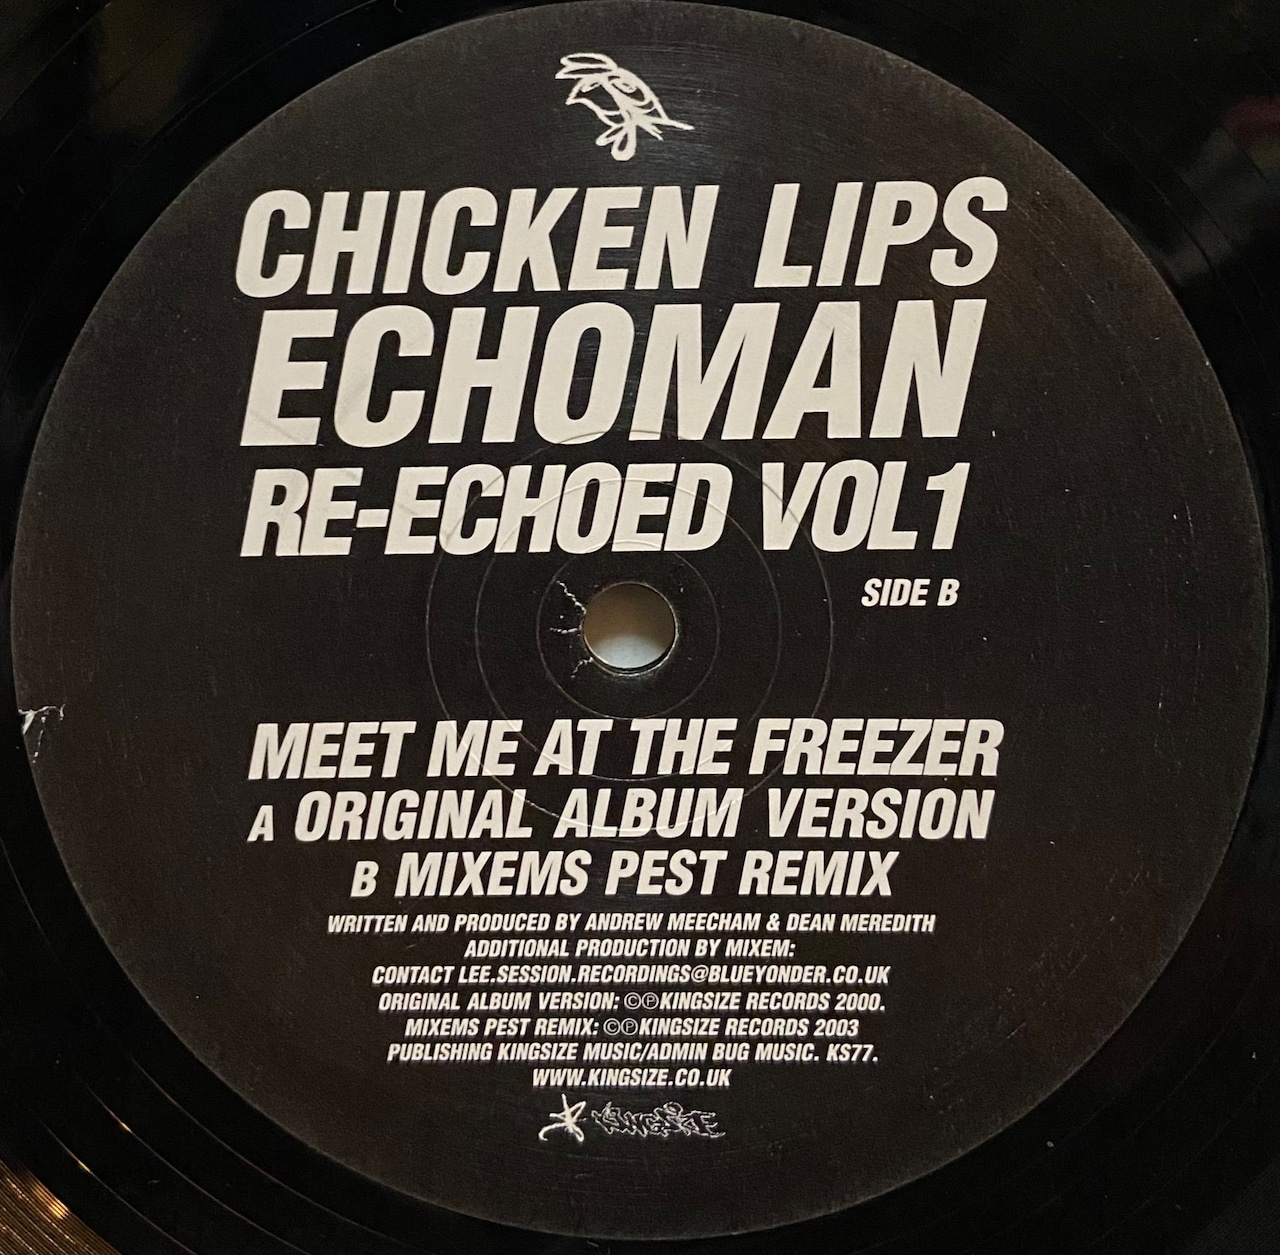 CHICKEN LIPS
ECHOMAN
RE-ECHOED VOL1
SIDE B
MEET ME AT THE FREEZER
A ORIGINAL ALBUM VERSION
B MIXEMS PEST REMIX
WRITTEN AND PRODUCED BY ANDREW MEECHAM & DEAN MEREDITH
ADDITIONAL PRODUCTION BY MIXEM:
CONTACT LEE.SESSION.RECORDINGS@BLUEYONDER.CO.UK
ORIGINAL ALBUM VERSION: ©℗KINGSIZE RECORDS 2000.
MIXEMS PEST REMIX: ©℗KINGSIZE RECORDS 2003
PUBLISHING KINGSIZE MUSIC/ADMIN BUG MUSIC. KS77.
WWW.KINGSIZE.CO.UK
KINGSIZE